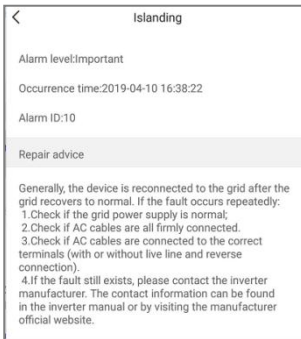 Islanding
Alarm level:Important
Occurrence time:2019-04-10 16:38:22
Alarm ID:10
Repair advice
Generally, the device is reconnected to the grid after the
grid recovers to normal. If the fault occurs repeatedly:
1.Check if the grid power supply is normal;
2.Check if AC cables are all firmly connected.
3.Check if AC cables are connected to the correct
terminals (with or without live line and reverse
connection).
4.If the fault still exists, please contact the inverter
manufacturer. The contact information can be found
in the inverter manual or by visiting the manufacturer
official website.